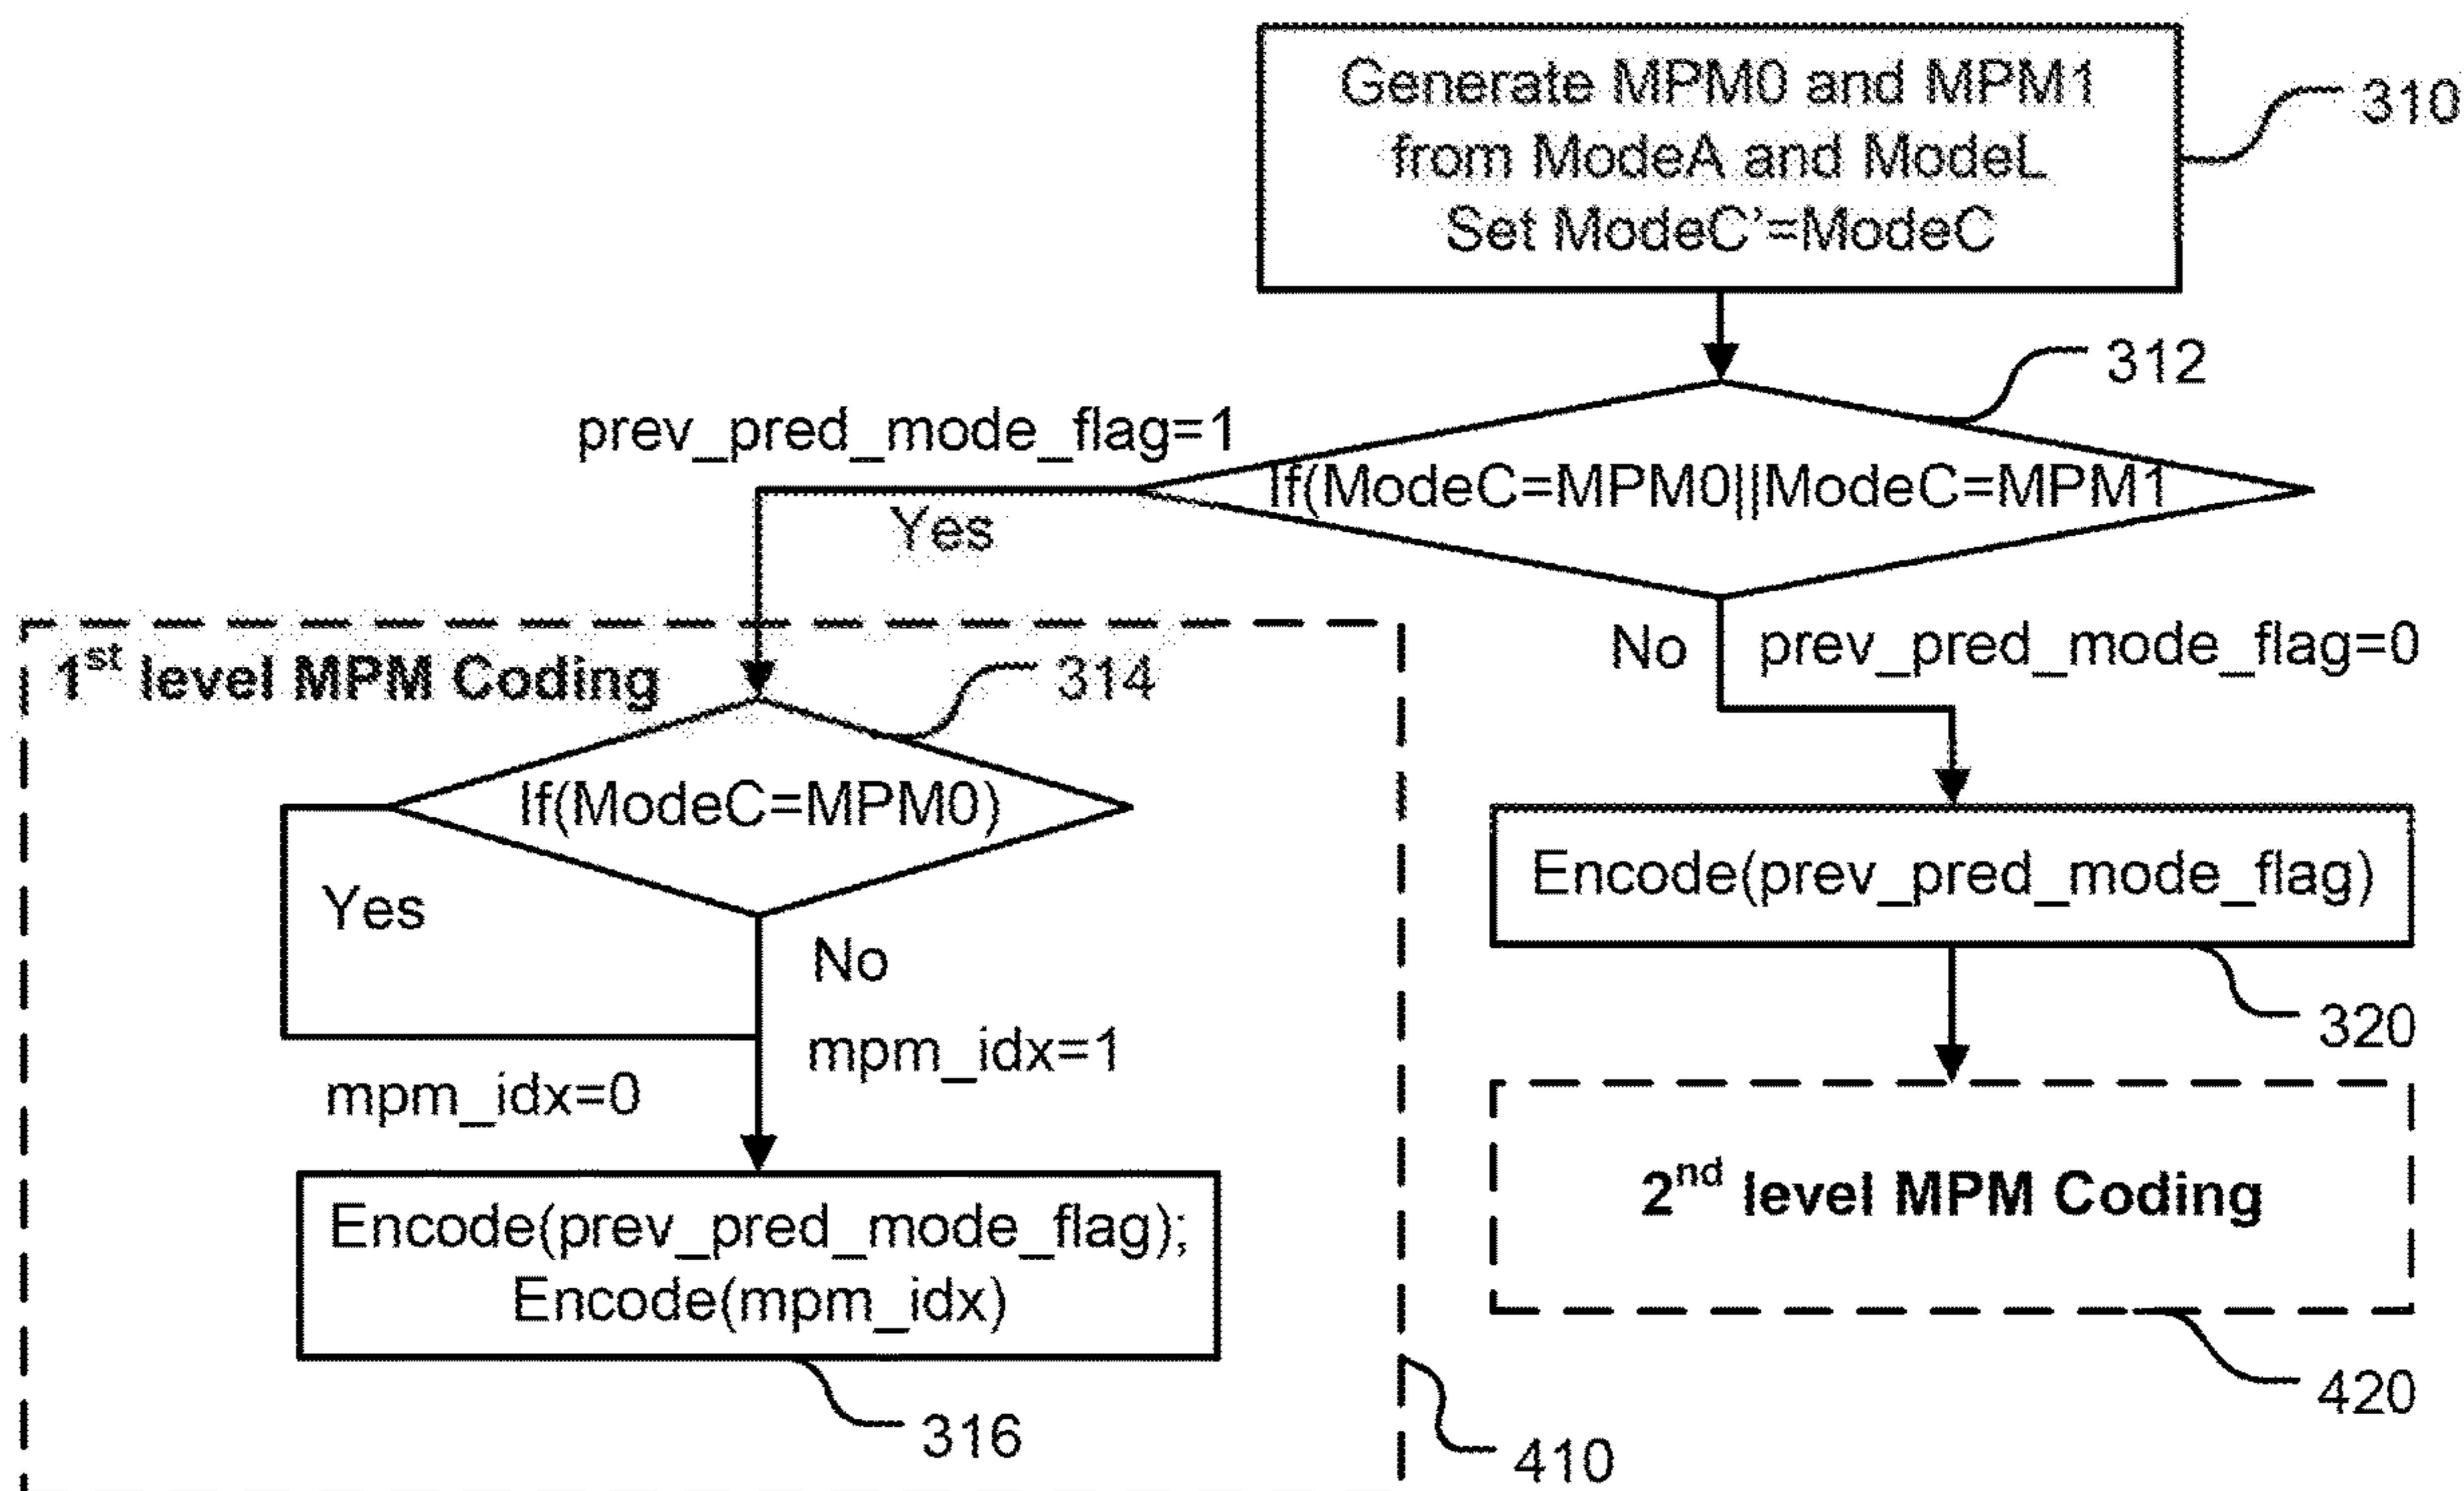 Generate MPM0 and MPM1
from ModeA and ModeL
Set ModeC'=ModeC
310
312
If(ModeC=MPM0||ModeC=MPM1
prev_pred_mode_flag=1
Yes
No
prev_pred_mode_flag=0
1st level MPM Coding
314
If(ModeC=MPM0)
Yes
No
mpm_idx=1
mpm_idx=0
Encode(prev_pred_mode_flag);
Encode(mpm_idx)
316
410
Encode(prev_pred_mode_flag)
320
2nd level MPM Coding
420